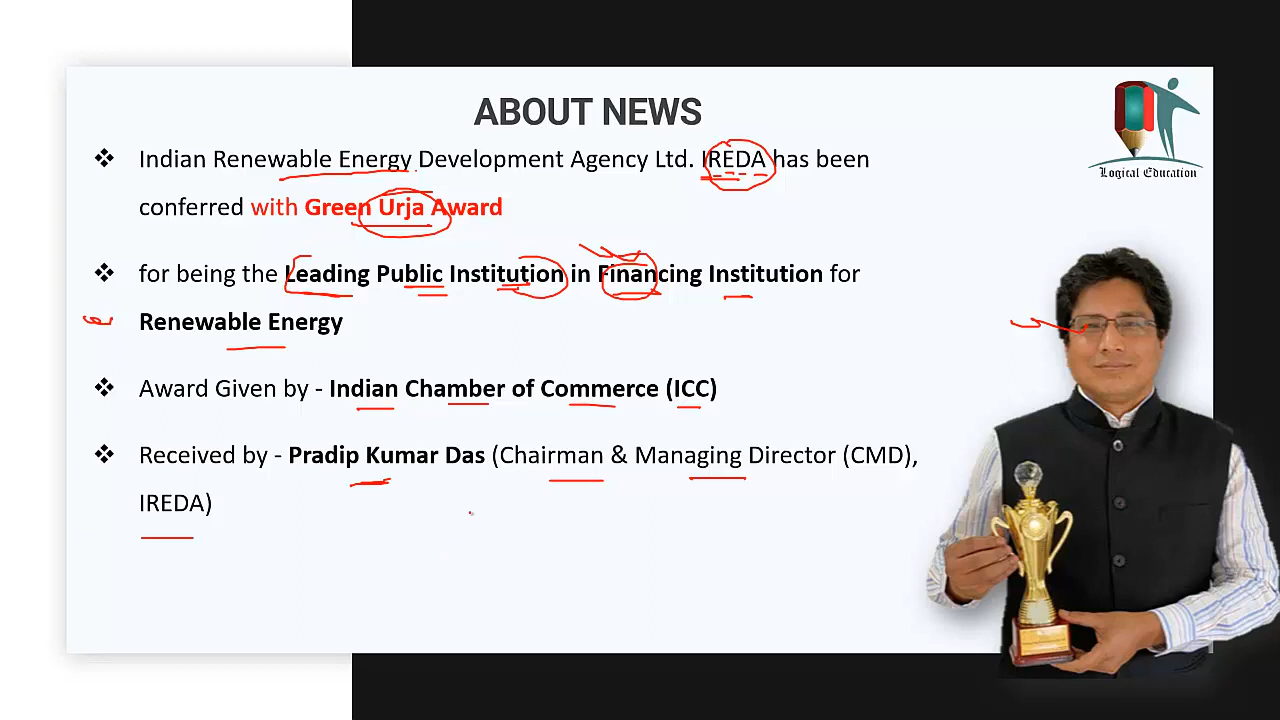 ABOUT NEWS
Indian Renewable Energy Development Agency Ltd. IREDA has been
conferred with Green Urja Award
for being the Leading Public Institution in Financing Institution for
Renewable Energy
Award Given by - Indian Chamber of Commerce (ICC)
Received by - Pradip Kumar Das (Chairman & Managing Director (CMD),
IREDA)
Logical Education